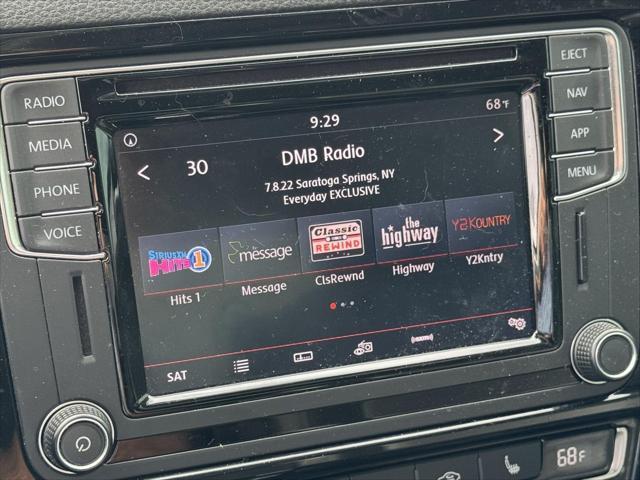 RADIO
MEDIA
PHONE
VOICE
EJECT
NAV
APP
MENU
9:29
68°F
30
DMB Radio
7.8.22 Saratoga Springs, NY
Everyday EXCLUSIVE
SIRIUSXM HITS 1
message
Classic
REWIND
the highway
Y2KOUNTRY
Hits 1
Message
ClsRewnd
Highway
Y2Kntry
SAT
(((SiriusXM)))
68°F